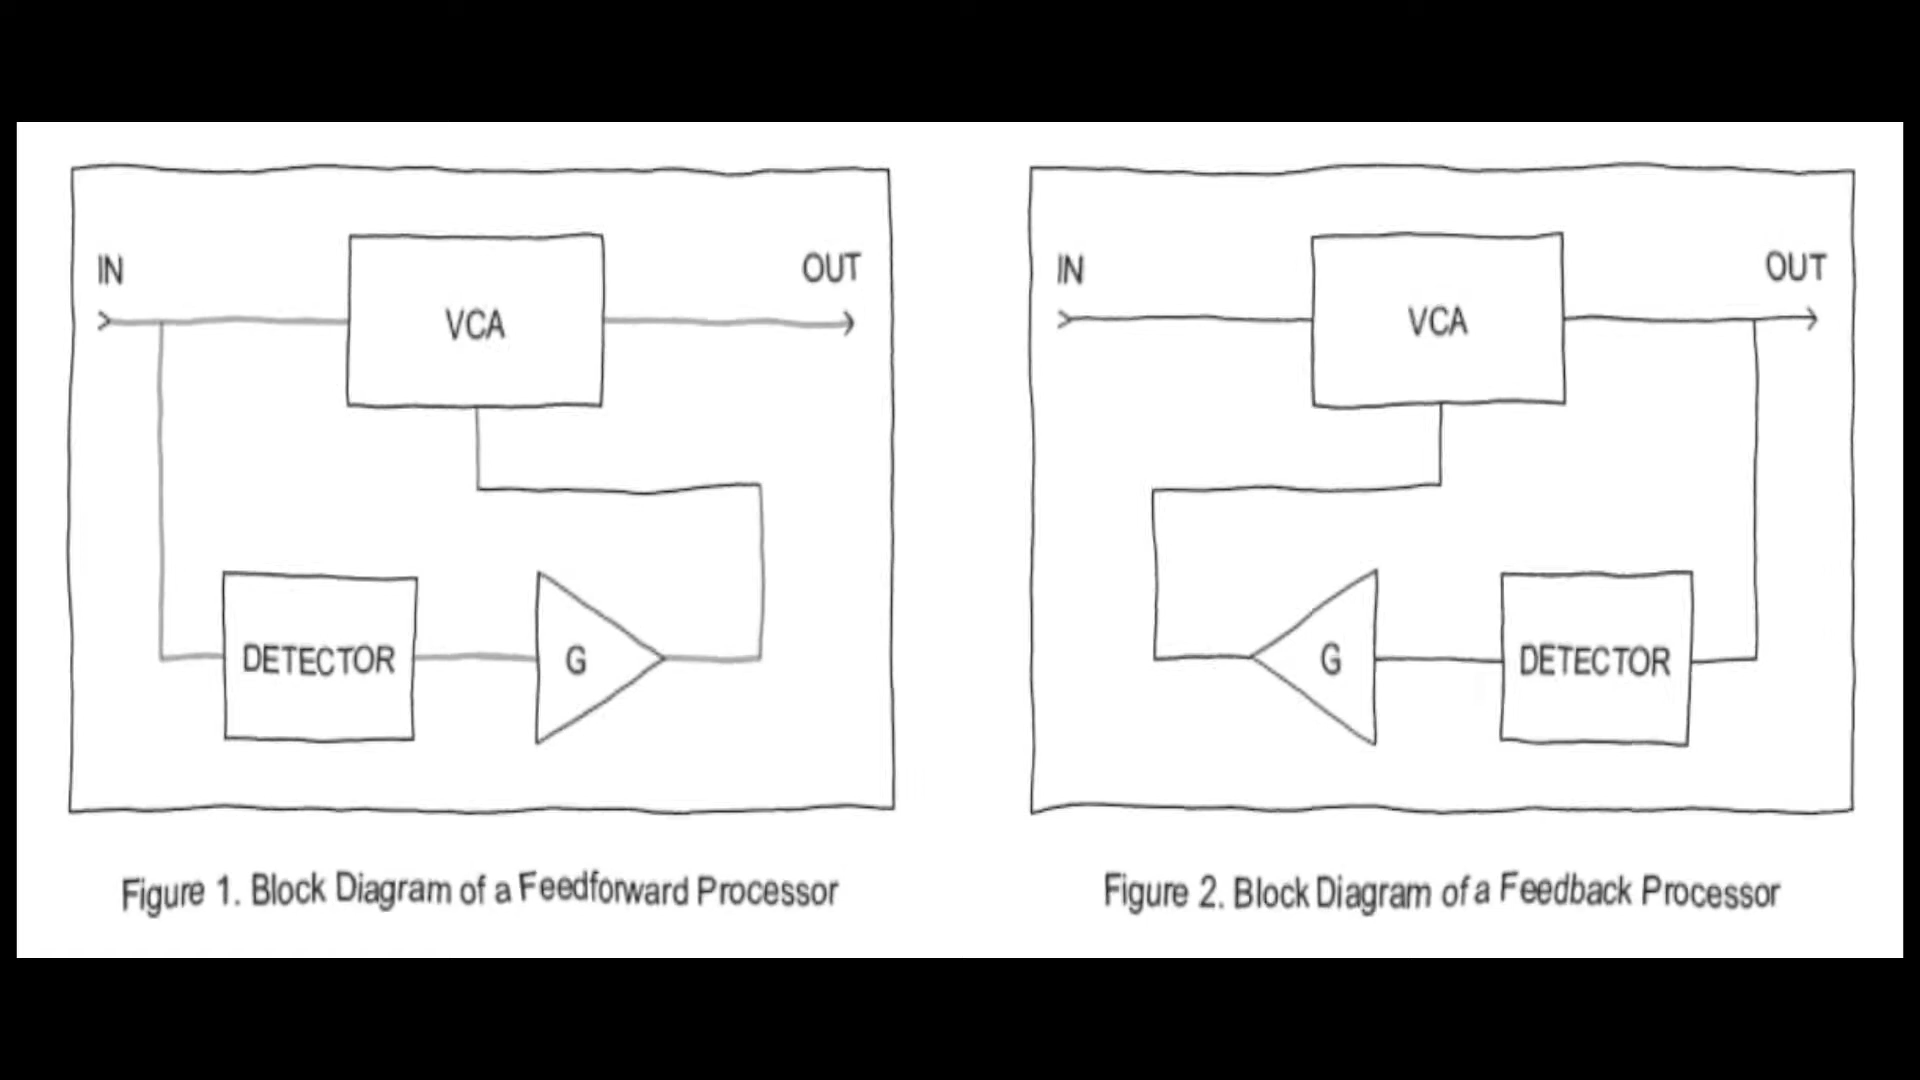 IN
OUT
VCA
DETECTOR
G
Figure 1. Block Diagram of a Feedforward Processor
IN
OUT
VCA
G
DETECTOR
Figure 2. Block Diagram of a Feedback Processor